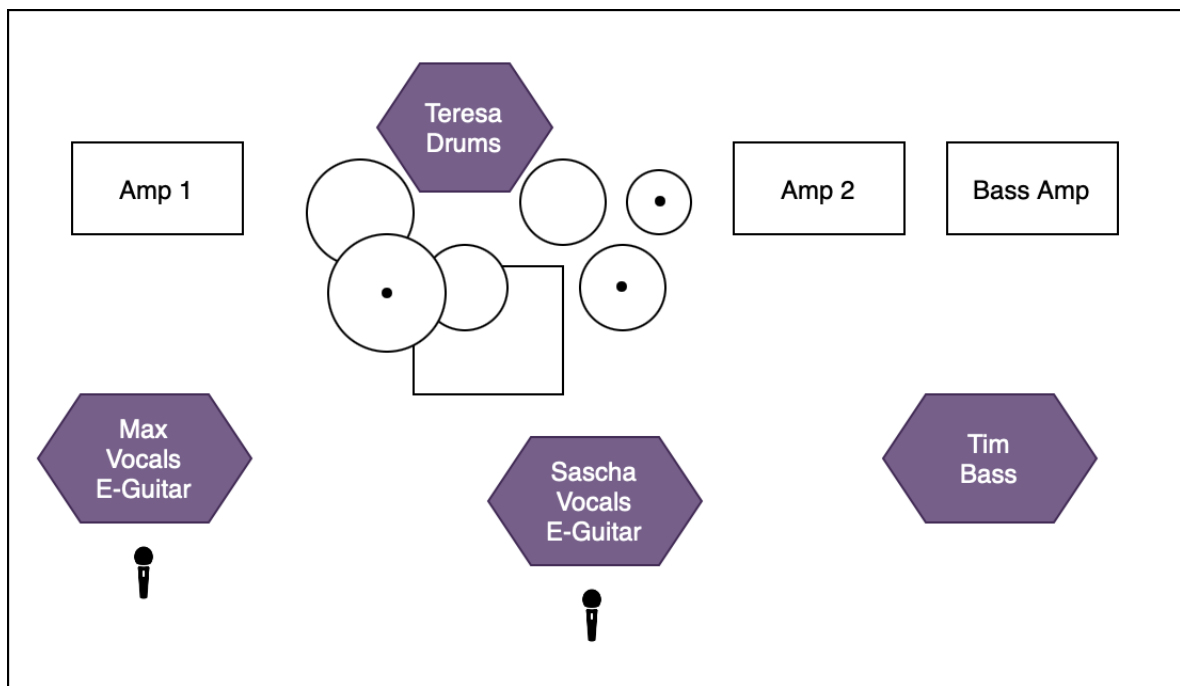 Teresa
Drums
Amp 1
Amp 2
Bass Amp
Max
Vocals
E-Guitar
Sascha
Vocals
E-Guitar
Tim
Bass